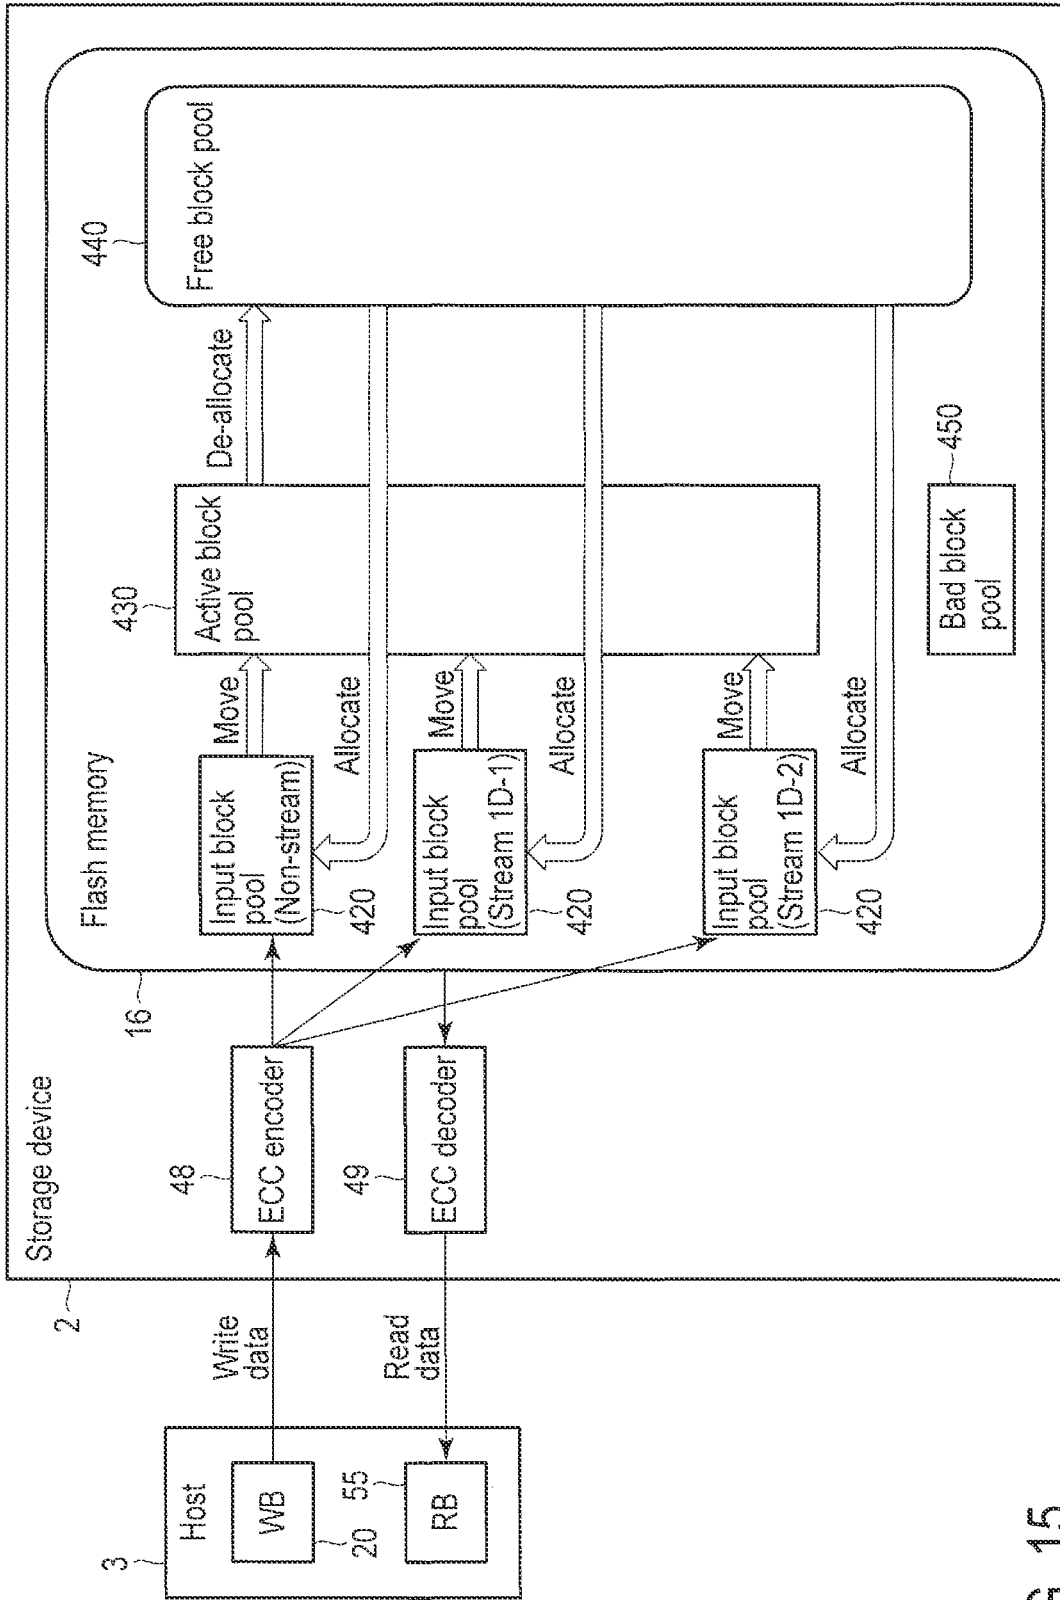 Storage device
2
Flash memory
16
440
Free block pool
430
Active block
pool
De-allocate
Move
Input block
pool
(Non-stream)
420
Allocate
Move
Input block
pool
(Stream 1D-1)
420
Allocate
Move
Input block
pool
(Stream 1D-2)
420
Allocate
450
Bad block
pool
48
ECC encoder
49
ECC decoder
Write
data
Read
data
3
Host
WB
20
55
RB
G. 15